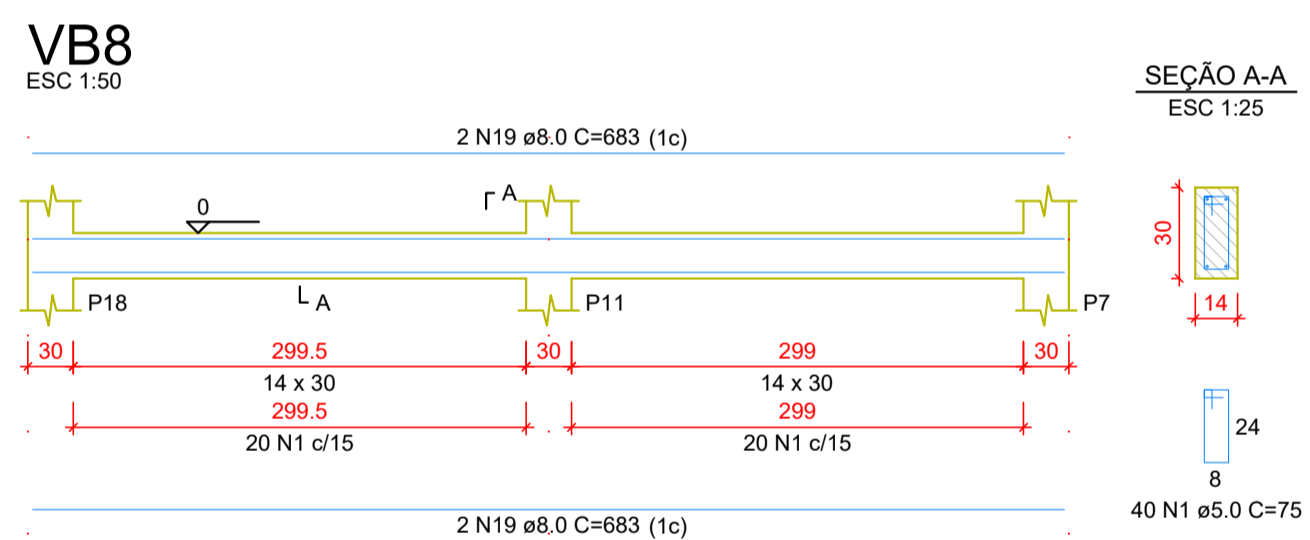 VB8
ESC 1:50
SEÇÃO A-A
ESC 1:25
2 N19 ø8.0 C=683 (1c)
0
A
A
P18
P11
P7
30
299.5
30
299
30
14 x 30
14 x 30
299.5
299
20 N1 c/15
20 N1 c/15
2 N19 ø8.0 C=683 (1c)
30
14
24
8
40 N1 ø5.0 C=75